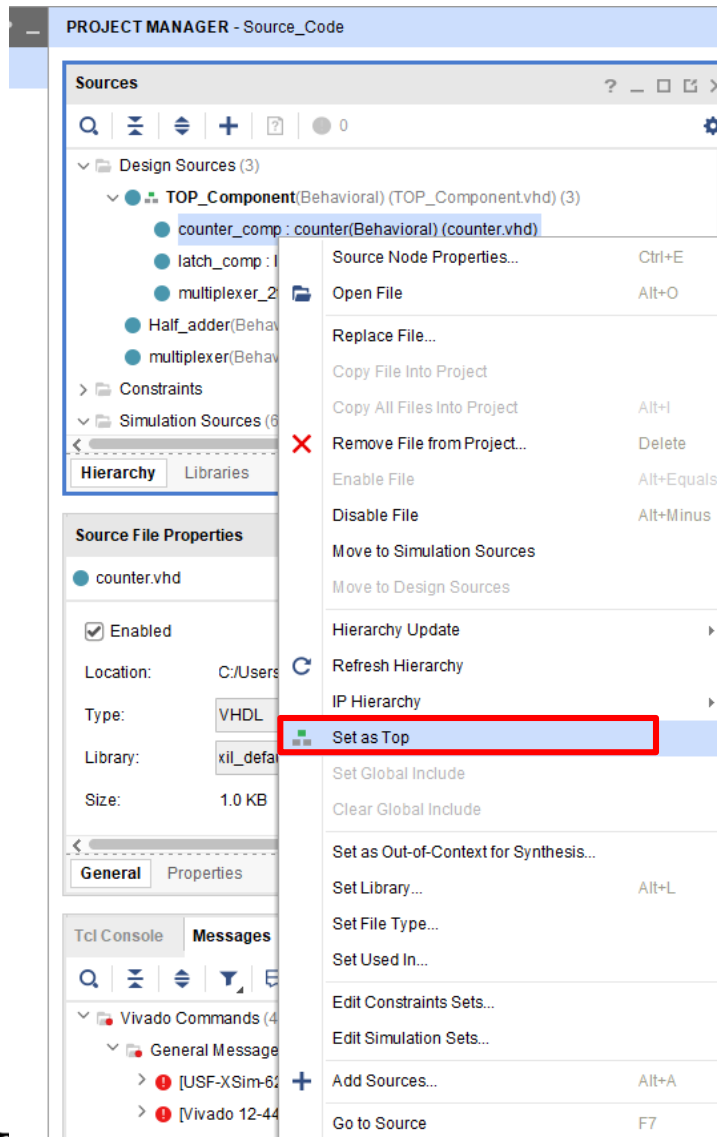 PROJECT MANAGER - Source_Code
Sources
? _
0
Design Sources (3)
TOP_Component(Behavioral) (TOP_Component.vhd) (3)
counter_comp : counter(Behavioral) (counter.vhd)
latch_comp :
multiplexer_2
Half_adder(Behav
multiplexer(Behav
Constraints
Simulation Sources (6
Hierarchy Libraries
Source File Properties
counter.vhd
Enabled
Location: C:/Users
Type: VHDL
Library: xil_defau
Size: 1.0 KB
General Properties
Tcl Console Messages
Vivado Commands (4
General Message
[USF-XSim-62
[Vivado 12-44
Source Node Properties... Ctrl+E
Open File Alt+O
Replace File...
Copy File Into Project
Copy All Files Into Project Alt+I
Remove File from Project... Delete
Enable File Alt+Equals
Disable File Alt+Minus
Move to Simulation Sources
Move to Design Sources
Hierarchy Update
Refresh Hierarchy
IP Hierarchy
Set as Top
Set Global Include
Clear Global Include
Set as Out-of-Context for Synthesis...
Set Library... Alt+L
Set File Type...
Set Used In...
Edit Constraints Sets...
Edit Simulation Sets...
Add Sources... Alt+A
Go to Source F7